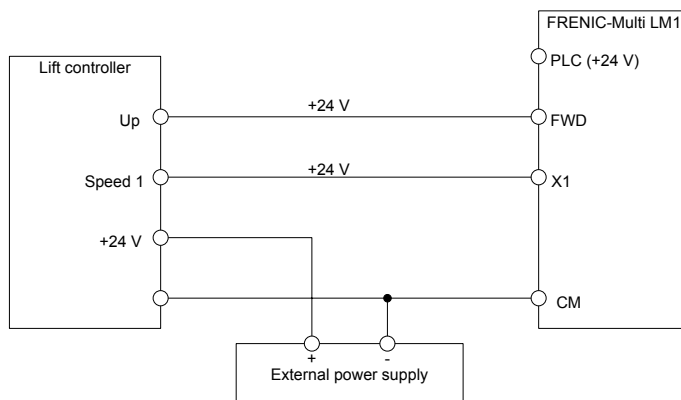 FRENIC-Multi LM1
Lift controller
PLC (+24 V)
+24 V
Up
FWD
+24 V
Speed 1
X1
+24 V
CM
+
-
External power supply